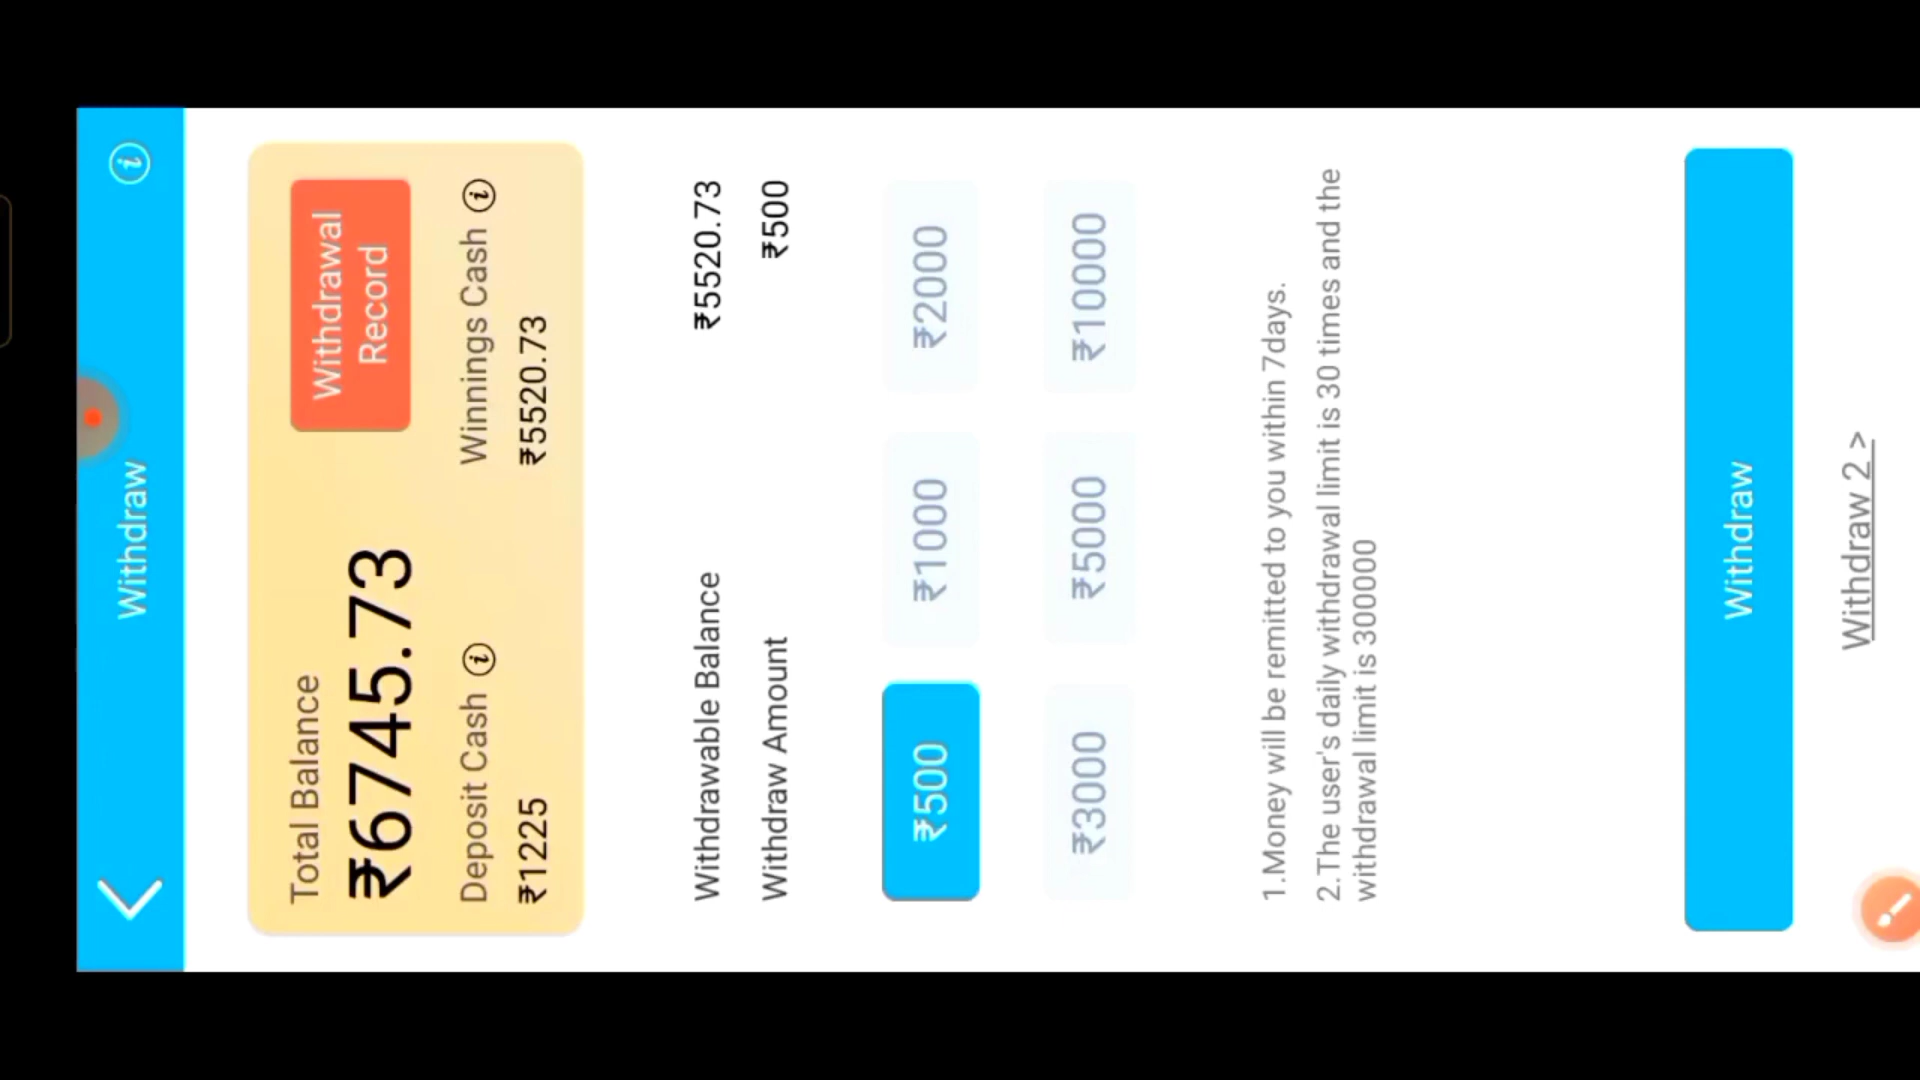 Withdraw
Total Balance
₹6745.73
Withdrawal
Record
Deposit Cash
Winnings Cash
₹1225
₹5520.73
Withdrawable Balance ₹5520.73
Withdraw Amount ₹500
₹500 ₹1000 ₹2000
₹3000 ₹5000 ₹10000
1.Money will be remitted to you within 7days.
2.The user's daily withdrawal limit is 30 times and the
withdrawal limit is 300000
Withdraw
Withdraw 2 >